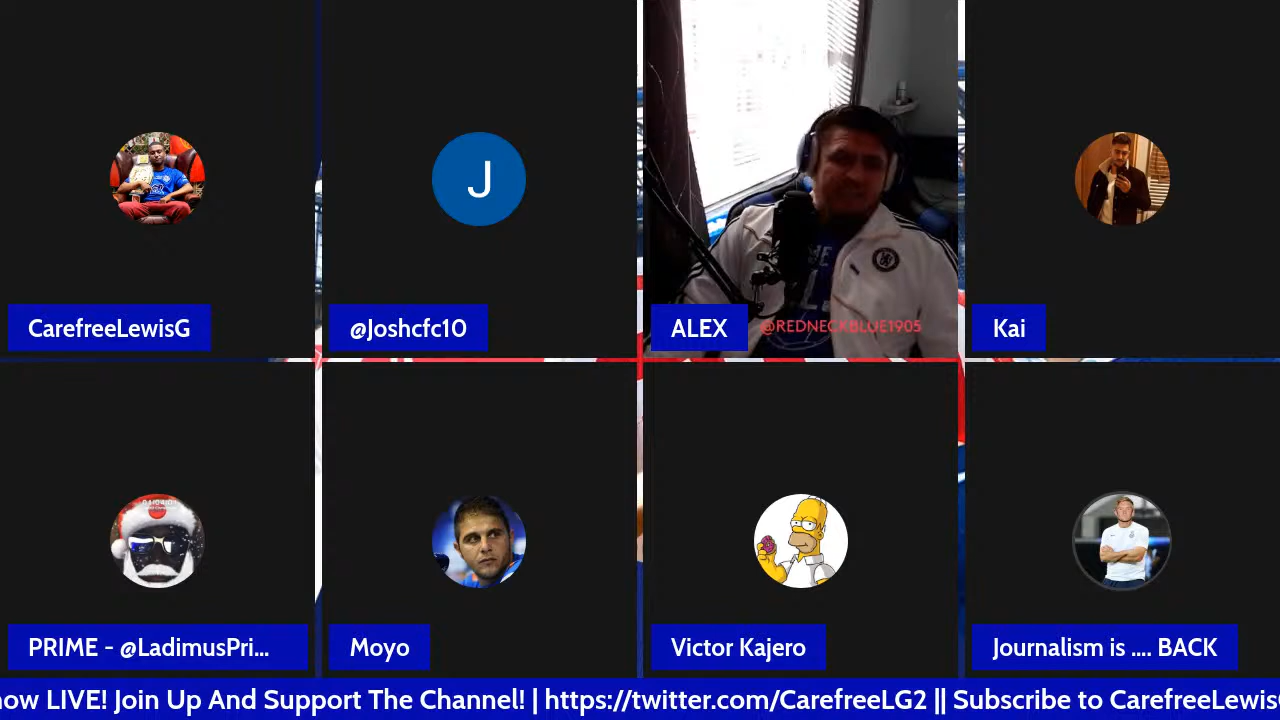 CarefreeLewisG
J
@Joshcfc10
ALEX
@REDNECKBLUE1905
Kai
PRIME - @LadimusPri...
Moyo
Victor Kajero
Journalism is .... BACK
now LIVE! Join Up And Support The Channel! | https://twitter.com/CarefreeLG2 || Subscribe to CarefreeLewis